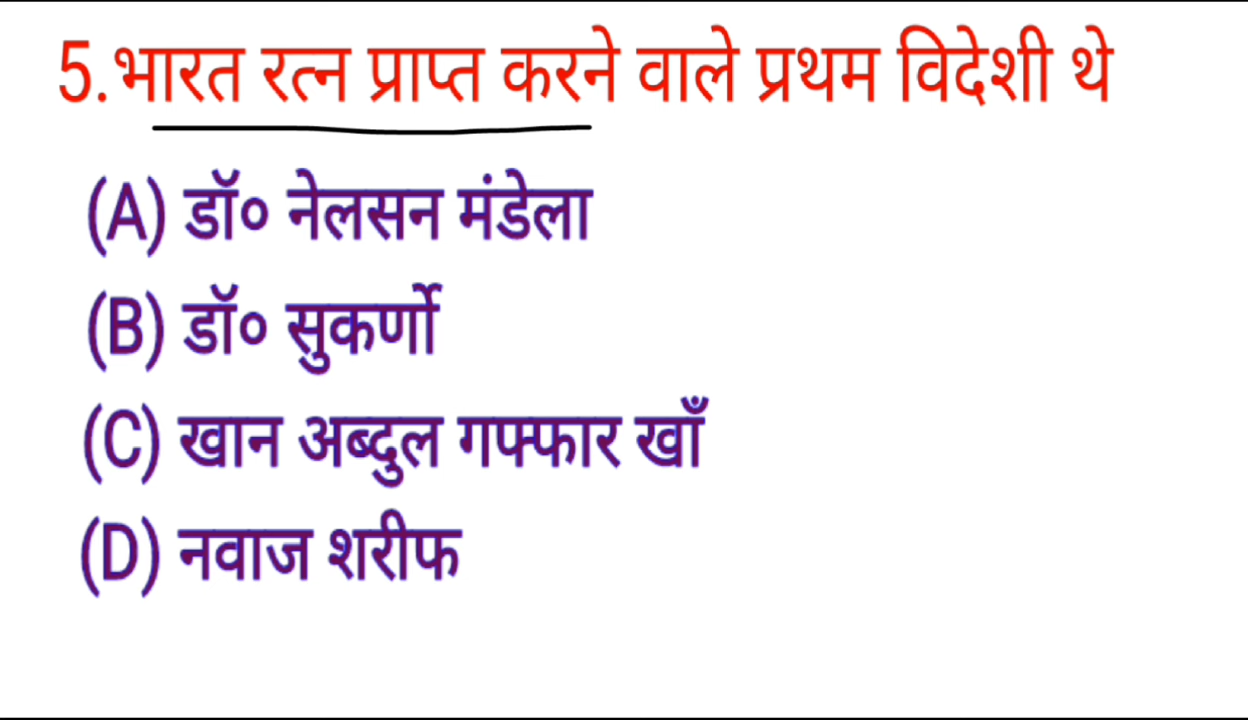 5.भारत रत्न प्राप्त करने वाले प्रथम विदेशी थे
(A) डॉ० नेलसन मंडेला
(B) डॉ० सुकर्णो
(C) खान अब्दुल गफ्फार खाँ
(D) नवाज शरीफ